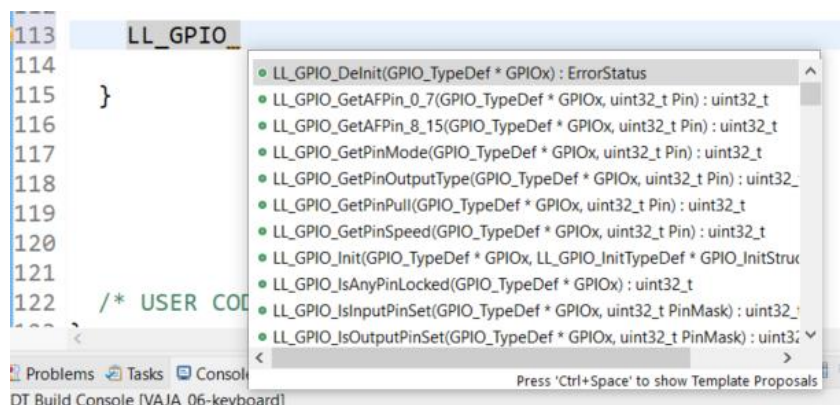 113 LL_GPIO_
114
115 }
116
117
118
119
120
121
122 /* USER COD
LL_GPIO_DeInit(GPIO_TypeDef * GPIOx) : ErrorStatus
LL_GPIO_GetAFPin_0_7(GPIO_TypeDef * GPIOx, uint32_t Pin) : uint32_t
LL_GPIO_GetAFPin_8_15(GPIO_TypeDef * GPIOx, uint32_t Pin) : uint32_t
LL_GPIO_GetPinMode(GPIO_TypeDef * GPIOx, uint32_t Pin) : uint32_t
LL_GPIO_GetPinOutputType(GPIO_TypeDef * GPIOx, uint32_t Pin) : uint32_
LL_GPIO_GetPinPull(GPIO_TypeDef * GPIOx, uint32_t Pin) : uint32_t
LL_GPIO_GetPinSpeed(GPIO_TypeDef * GPIOx, uint32_t Pin) : uint32_t
LL_GPIO_Init(GPIO_TypeDef * GPIOx, LL_GPIO_InitTypeDef * GPIO_InitStruc
LL_GPIO_IsAnyPinLocked(GPIO_TypeDef * GPIOx) : uint32_t
LL_GPIO_IsInputPinSet(GPIO_TypeDef * GPIOx, uint32_t PinMask) : uint32_
LL_GPIO_IsOutputPinSet(GPIO_TypeDef * GPIOx, uint32_t PinMask) : uint32
Press 'Ctrl+Space' to show Template Proposals
Problems Tasks Consol
DT Build Console [VAJA_06-keyboard]